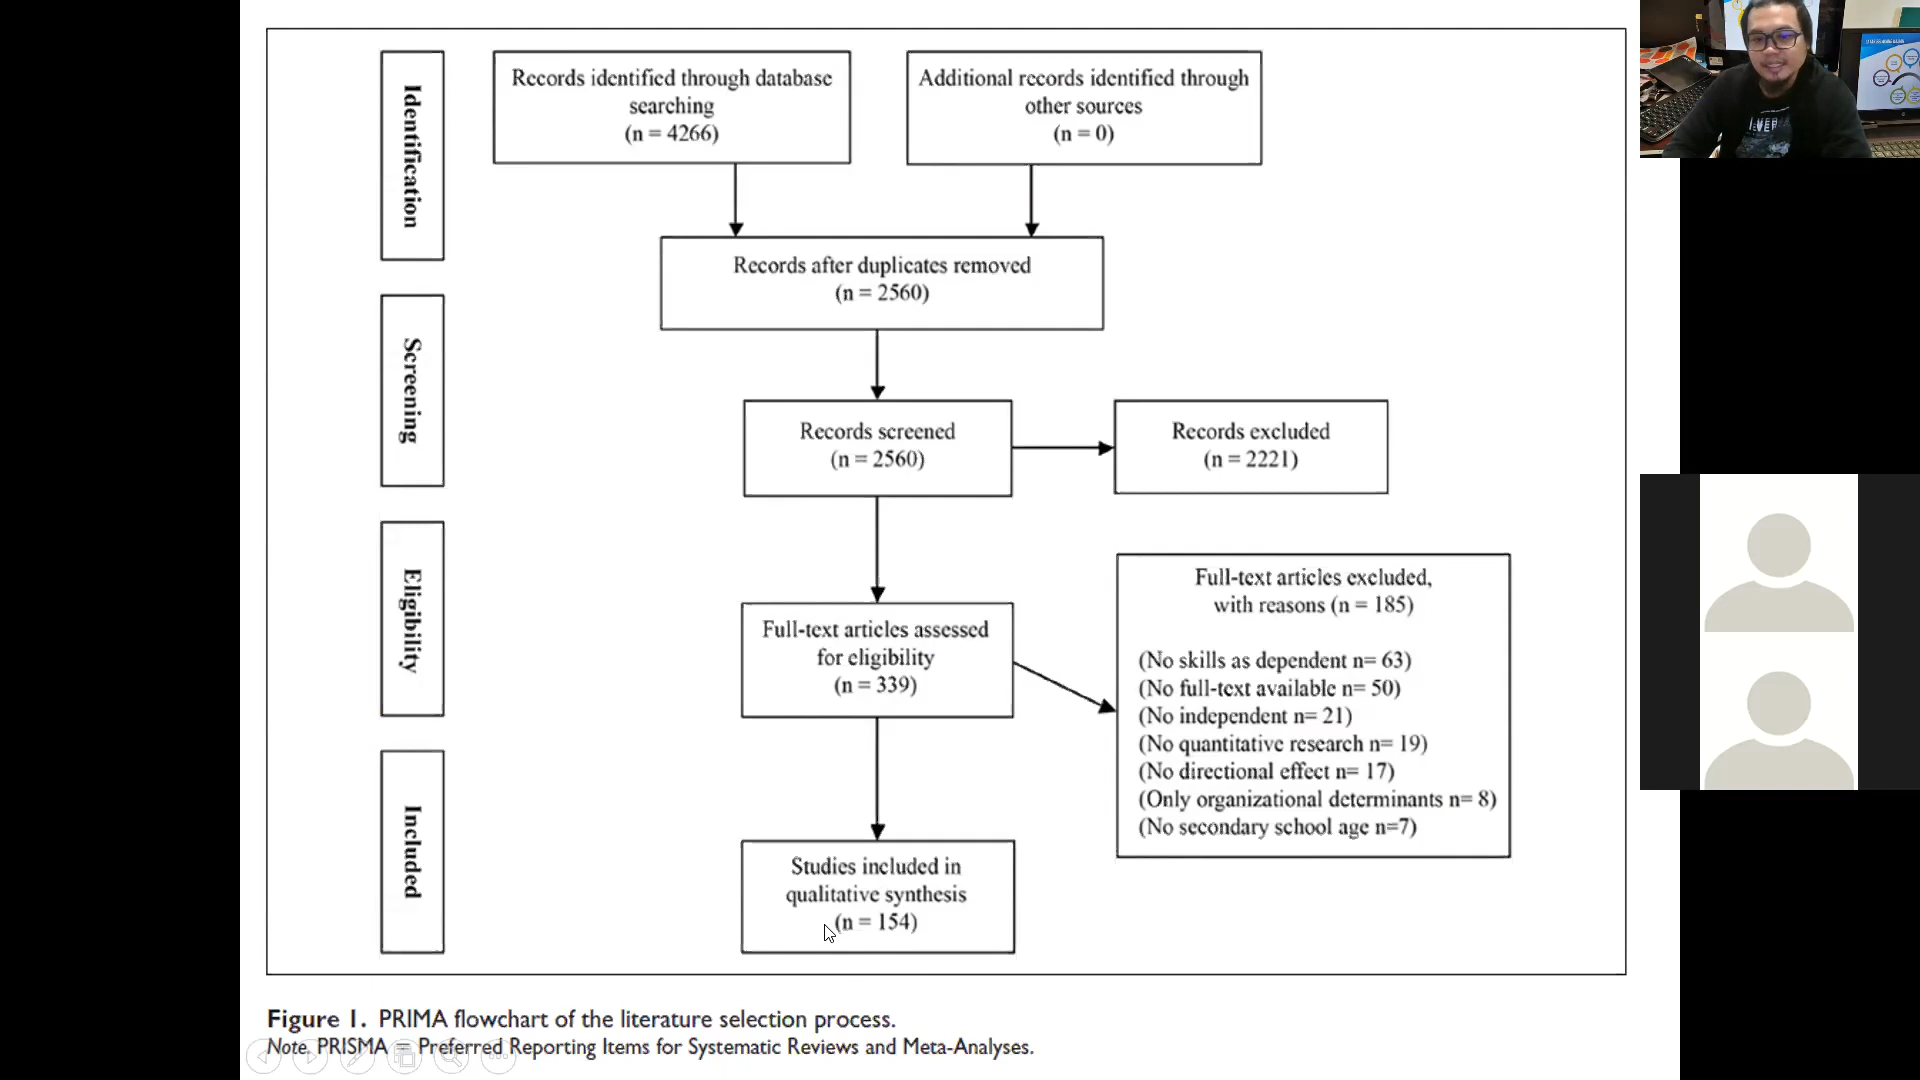 Identification
Records identified through database
searching
(n = 4266)
Additional records identified through
other sources
(n = 0)
Records after duplicates removed
(n = 2560)
Screening
Records screened
(n = 2560)
Records excluded
(n = 2221)
Eligibility
Full-text articles assessed
for eligibility
(n = 339)
Full-text articles excluded,
with reasons (n = 185)
(No skills as dependent n= 63)
(No full-text available n= 50)
(No independent n= 21)
(No quantitative research n= 19)
(No directional effect n= 17)
(Only organizational determinants n= 8)
(No secondary school age n=7)
Included
Studies included in
qualitative synthesis
(n = 154)
Figure 1. PRIMA flowchart of the literature selection process.
Note. PRISMA = Preferred Reporting Items for Systematic Reviews and Meta-Analyses.